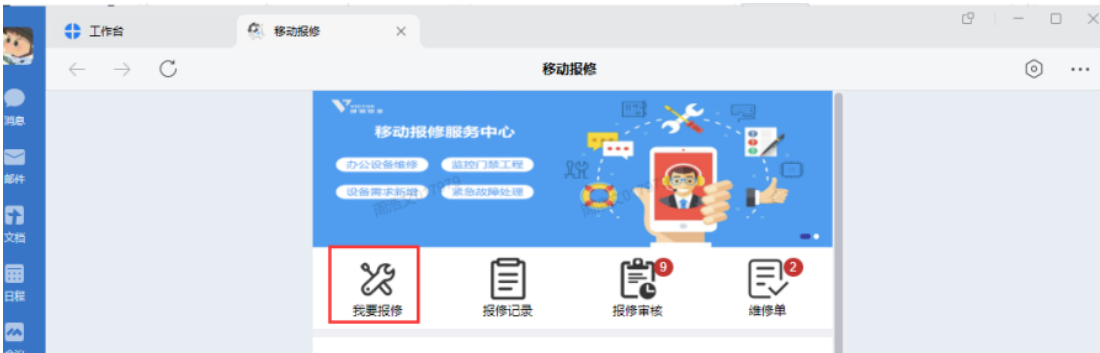 工作台
移动报修
移动报修
消息
邮件
文档
日程
VICTOR
移动报修服务中心
办公设备维修
监控门禁工程
设备需求新增
紧急故障处理
9
2
我要报修
报修记录
报修审核
维修单